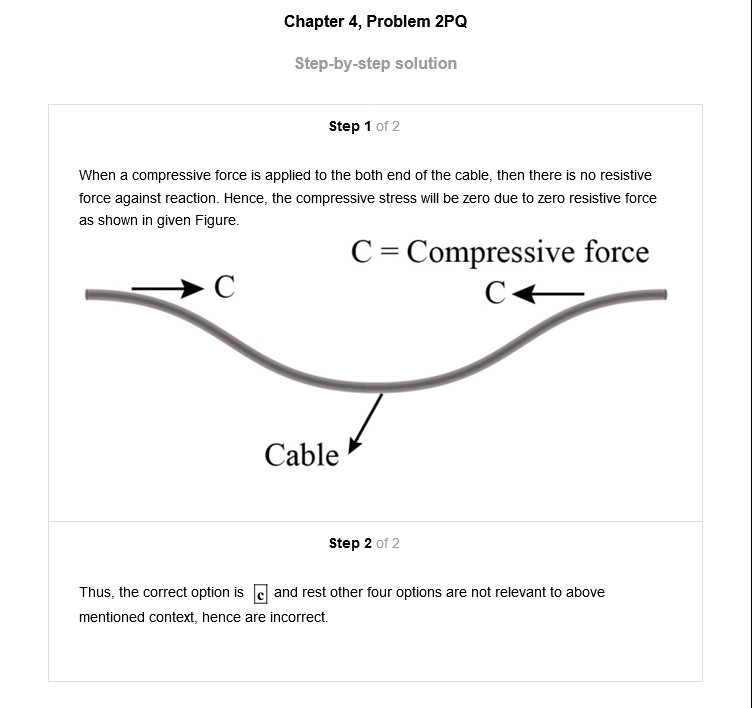 Chapter 4, Problem 2PQ
Step-by-step solution
Step 1 of 2
When a compressive force is applied to the both end of the cable, then there is no resistive
force against reaction. Hence, the compressive stress will be zero due to zero resistive force
as shown in given Figure.
C = Compressive force
C C
Cable
Step 2 of 2
Thus, the correct option is c and rest other four options are not relevant to above
mentioned context, hence are incorrect.